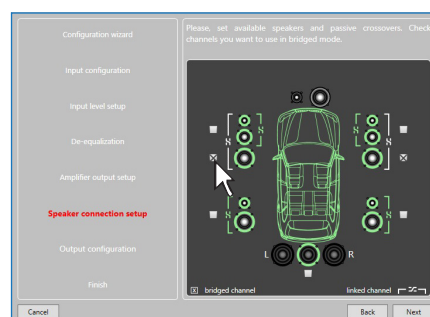 Configuration wizard
Input configuration
Input level setup
De-equalization
Amplifier output setup
Speaker connection setup
Output configuration
Finish
Please, set available speakers and passive crossovers. Check
channels you want to use in bridged mode.
L R
X bridged channel linked channel
Cancel Back Next